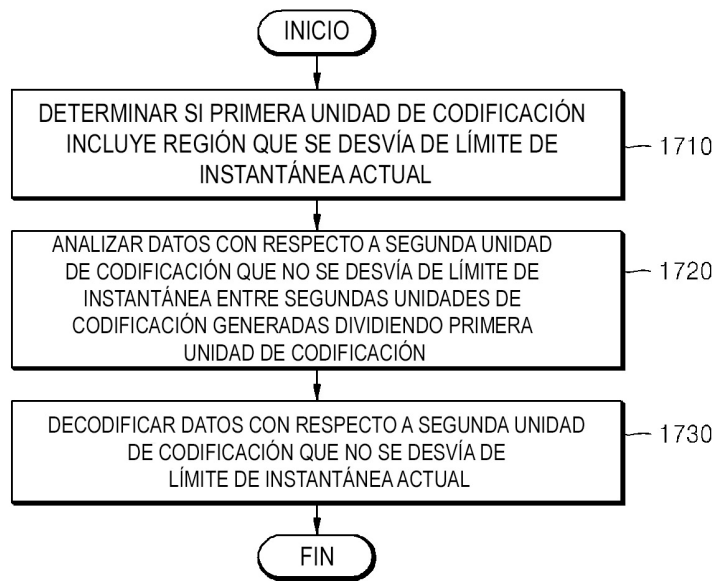 INICIO
DETERMINAR SI PRIMERA UNIDAD DE CODIFICACIÓN
INCLUYE REGIÓN QUE SE DESVÍA DE LÍMITE DE
INSTANTÁNEA ACTUAL
1710
ANALIZAR DATOS CON RESPECTO A SEGUNDA UNIDAD
DE CODIFICACIÓN QUE NO SE DESVÍA DE LÍMITE DE
INSTANTÁNEA ENTRE SEGUNDAS UNIDADES DE
CODIFICACIÓN GENERADAS DIVIDIENDO PRIMERA
UNIDAD DE CODIFICACIÓN
1720
DECODIFICAR DATOS CON RESPECTO A SEGUNDA UNIDAD
DE CODIFICACIÓN QUE NO SE DESVÍA DE
LÍMITE DE INSTANTÁNEA ACTUAL
1730
FIN